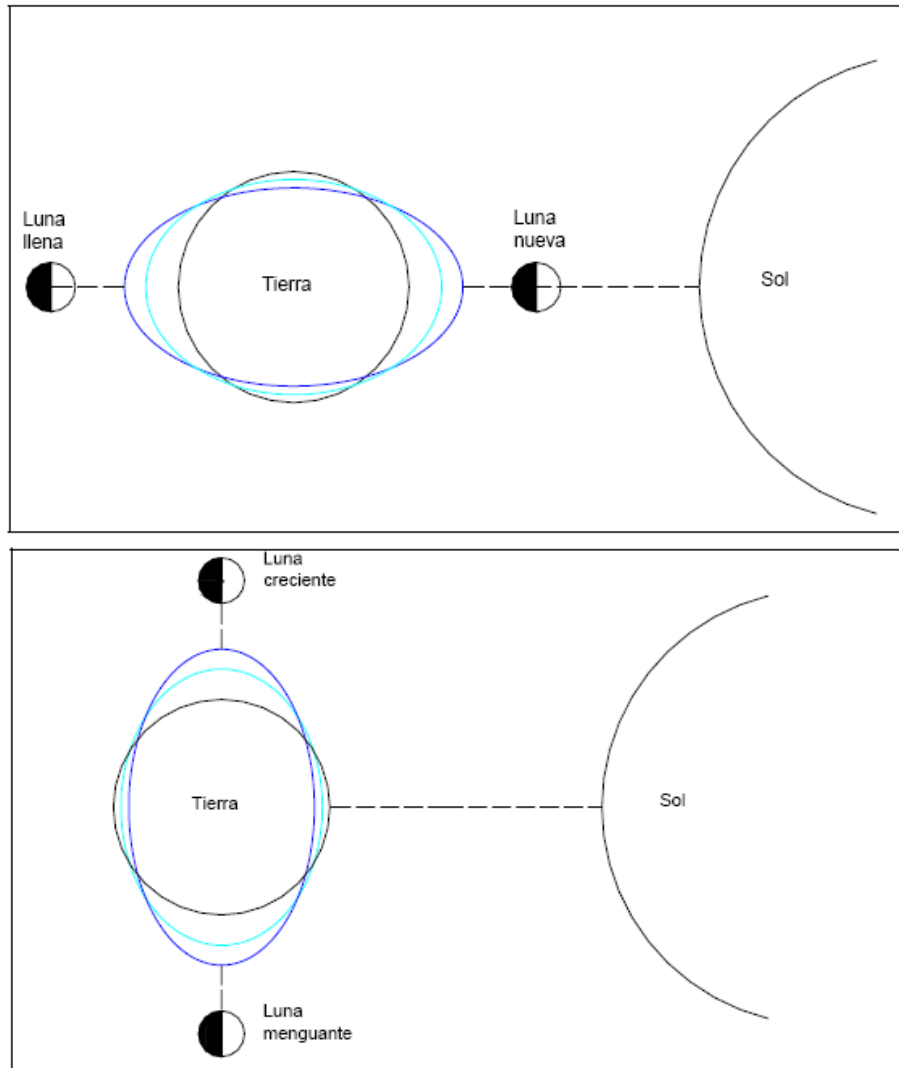 Luna
llena
Tierra
Luna
nueva
Sol
Luna
creciente
Tierra
Sol
Luna
menguante